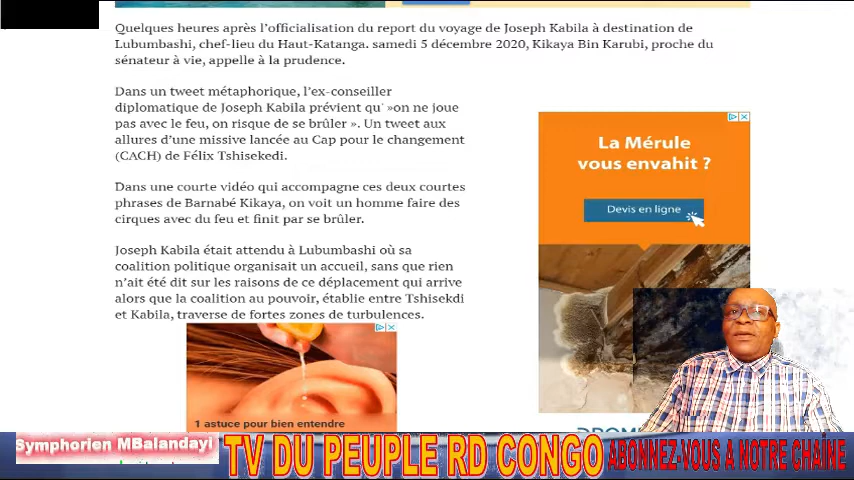 Quelques heures après l'officialisation du report du voyage de Joseph Kabila à destination de
Lubumbashi, chef-lieu du Haut-Katanga. samedi 5 décembre 2020, Kikaya Bin Karubi, proche du
sénateur à vie, appelle à la prudence.
Dans un tweet métaphorique, l'ex-conseiller
diplomatique de Joseph Kabila prévient qu' »on ne joue
pas avec le feu, on risque de se brûler ». Un tweet aux
allures d'une missive lancée au Cap pour le changement
(CACH) de Félix Tshisekedi.
Dans une courte vidéo qui accompagne ces deux courtes
phrases de Barnabé Kikaya, on voit un homme faire des
cirques avec du feu et finit par se brûler.
Joseph Kabila était attendu à Lubumbashi où sa
coalition politique organisait un accueil, sans que rien
n'ait été dit sur les raisons de ce déplacement qui arrive
alors que la coalition au pouvoir, établie entre Tshisekdi
et Kabila, traverse de fortes zones de turbulences.
La Mérule
vous envahit ?
Devis en ligne
1 astuce pour bien entendre
Symphorien MBalandayi
TV DU PEUPLE RD CONGO
ABONNEZ-VOUS A NOTRE CHAÎNE